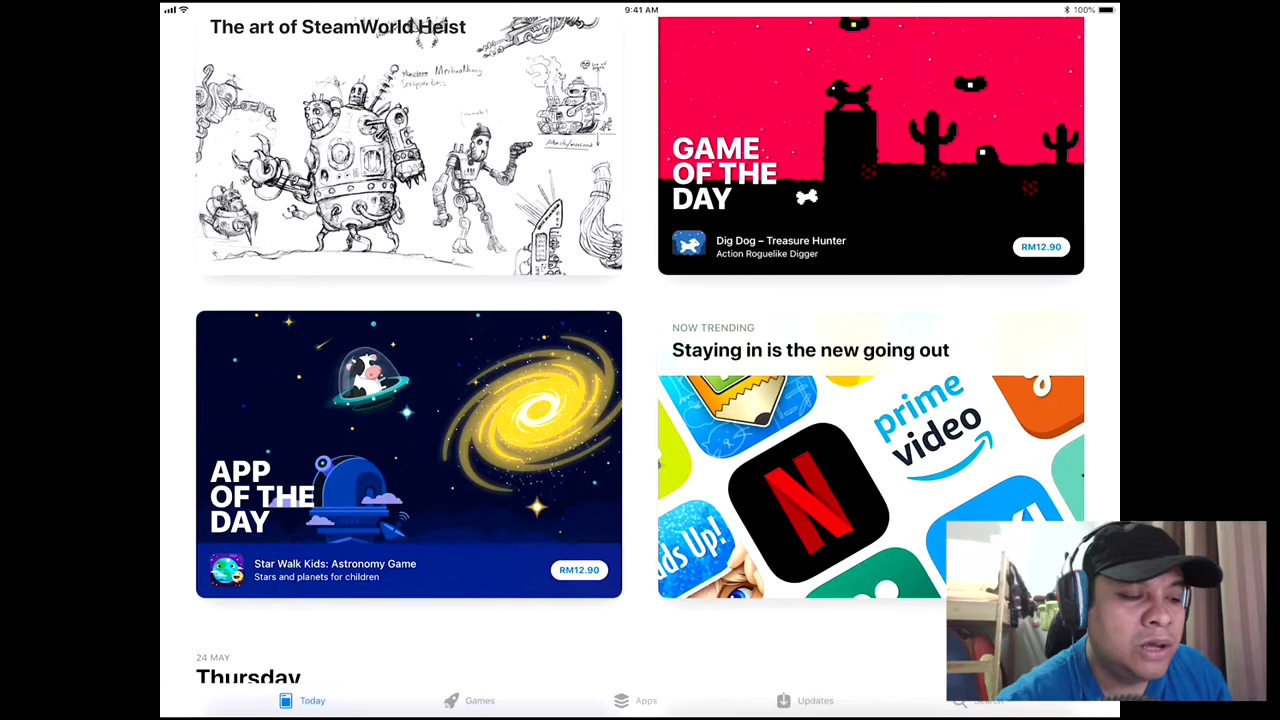 9:41 AM
100%
The art of SteamWorld Heist
GAME
OF THE
DAY
Dig Dog – Treasure Hunter
Action Roguelike Digger
RM12.90
APP
OF THE
DAY
Star Walk Kids: Astronomy Game
Stars and planets for children
RM12.90
NOW TRENDING
Staying in is the new going out
prime
video
N
Up!
24 MAY
Thursday
Today
Games
Apps
Updates
Search